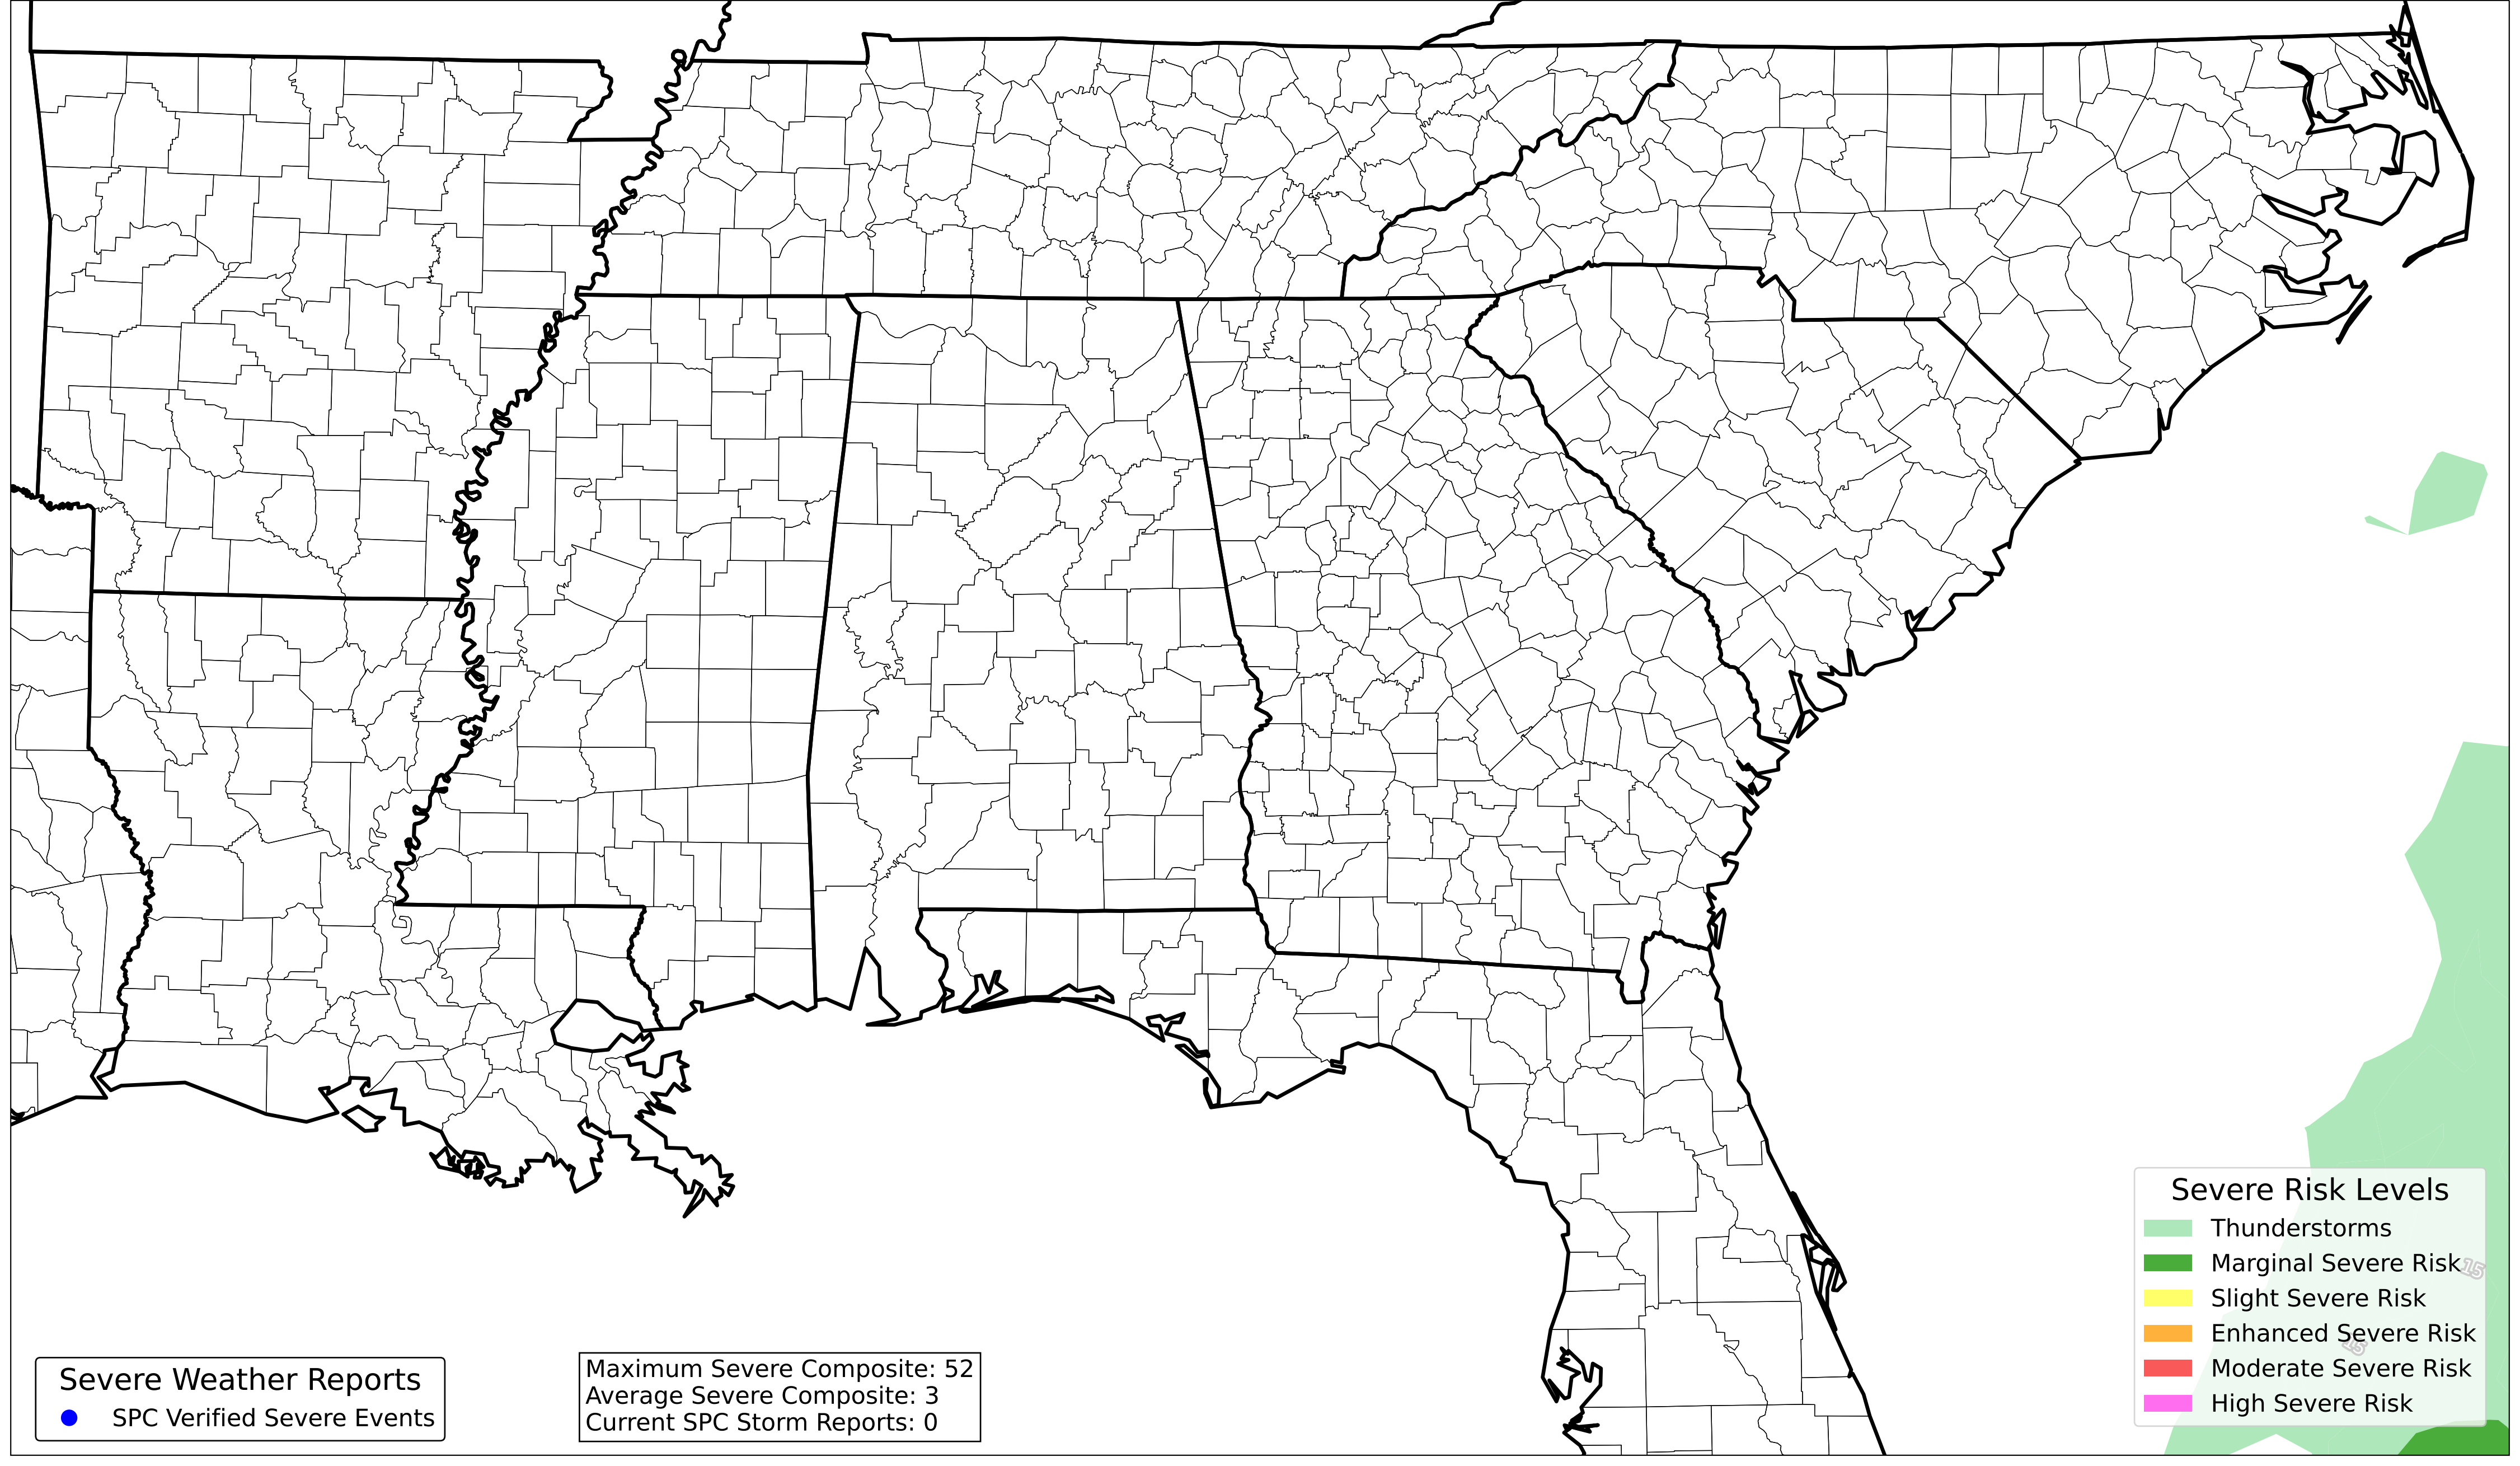 Severe Risk Levels
Thunderstorms
Marginal Severe Risk
15
Slight Severe Risk
Enhanced Severe Risk
15
Moderate Severe Risk
High Severe Risk
Severe Weather Reports
SPC Verified Severe Events
Maximum Severe Composite: 52
Average Severe Composite: 3
Current SPC Storm Reports: 0